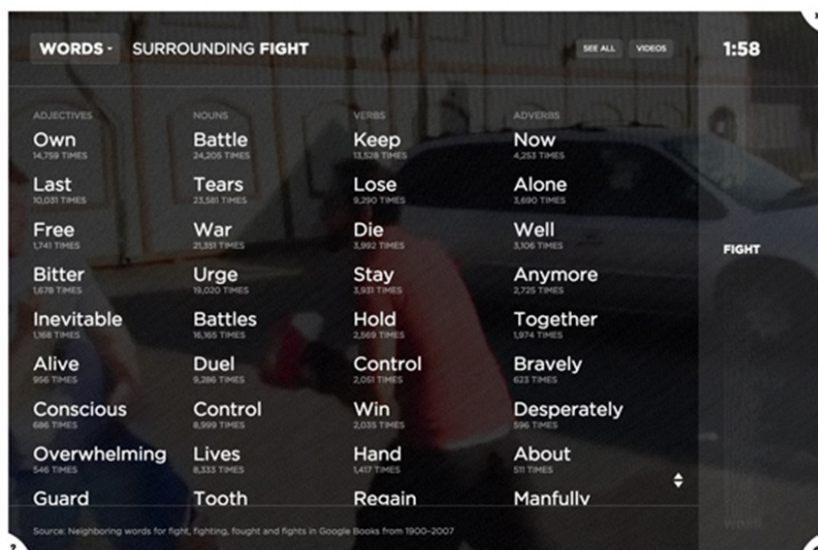 WORDS SURROUNDING FIGHT SEE ALL VIDEOS 1:58
ADJECTIVES NOUNS VERBS ADVERBS
Own Battle Keep Now
14,759 TIMES 24,205 TIMES 13,528 TIMES 4,253 TIMES
Last Tears Lose Alone
10,031 TIMES 23,581 TIMES 9,290 TIMES 3,690 TIMES
Free War Die Well
1,741 TIMES 21,351 TIMES 3,992 TIMES 3,106 TIMES
FIGHT
Bitter Urge Stay Anymore
1,678 TIMES 19,020 TIMES 3,931 TIMES 2,725 TIMES
Inevitable Battles Hold Together
1,168 TIMES 16,165 TIMES 2,569 TIMES 1,974 TIMES
Alive Duel Control Bravely
956 TIMES 9,286 TIMES 2,051 TIMES 623 TIMES
Conscious Control Win Desperately
686 TIMES 8,999 TIMES 2,035 TIMES 596 TIMES
Overwhelming Lives Hand About
546 TIMES 8,333 TIMES 1,417 TIMES 511 TIMES
Guard Tooth Regain Manfully
Source: Neighboring words for fight, fighting, fought and fights in Google Books from 1900-2007